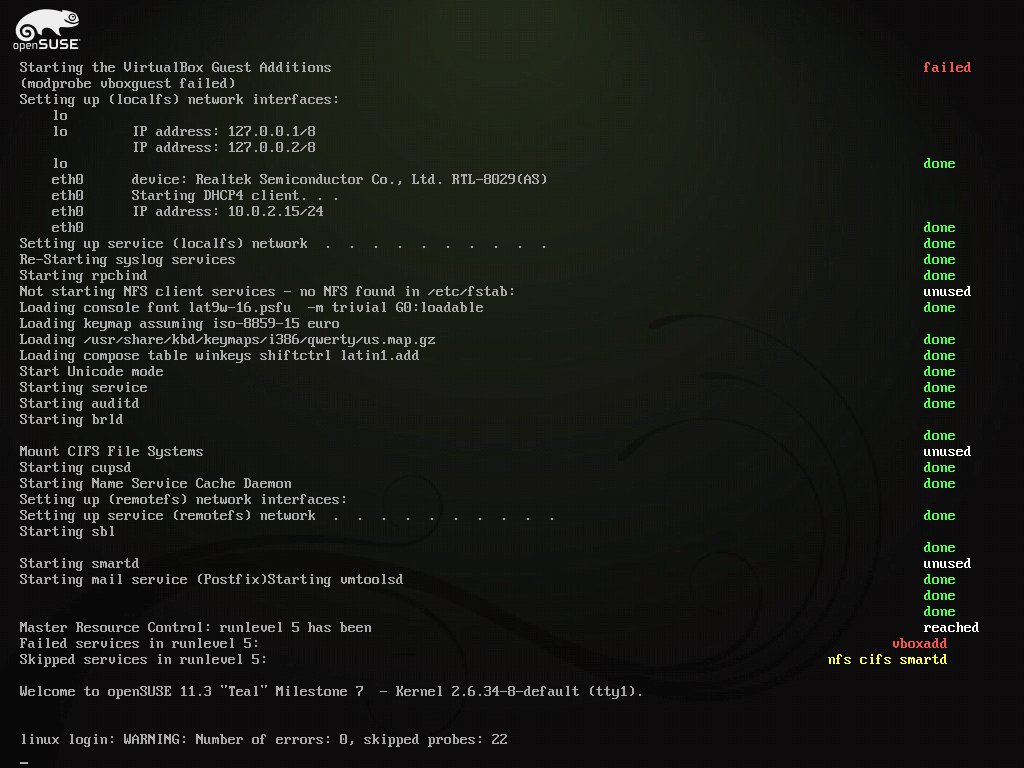 openSUSE
Starting the VirtualBox Guest Additions failed
(modprobe vboxguest failed)
Setting up (localfs) network interfaces:
lo
lo IP address: 127.0.0.1/8
IP address: 127.0.0.2/8
lo done
eth0 device: Realtek Semiconductor Co., Ltd. RTL-8029(AS)
eth0 Starting DHCP4 client. . .
eth0 IP address: 10.0.2.15/24
eth0 done
Setting up service (localfs) network . . . . . . . . . . done
Re-Starting syslog services done
Starting rpcbind done
Not starting NFS client services - no NFS found in /etc/fstab: unused
Loading console font lat9w-16.psfu -m trivial G0:loadable done
Loading keymap assuming iso-8859-15 euro
Loading /usr/share/kbd/keymaps/i386/qwerty/us.map.gz done
Loading compose table winkeys shiftctrl latin1.add done
Start Unicode mode done
Starting service done
Starting auditd done
Starting brld
done
Mount CIFS File Systems unused
Starting cupsd done
Starting Name Service Cache Daemon done
Setting up (remotefs) network interfaces:
Setting up service (remotefs) network . . . . . . . . . . done
Starting sbl
done
Starting smartd unused
Starting mail service (Postfix)Starting vmtoolsd done
done
done
Master Resource Control: runlevel 5 has been reached
Failed services in runlevel 5: vboxadd
Skipped services in runlevel 5: nfs cifs smartd
Welcome to openSUSE 11.3 "Teal" Milestone 7 - Kernel 2.6.34-8-default (tty1).
linux login: WARNING: Number of errors: 0, skipped probes: 22
_